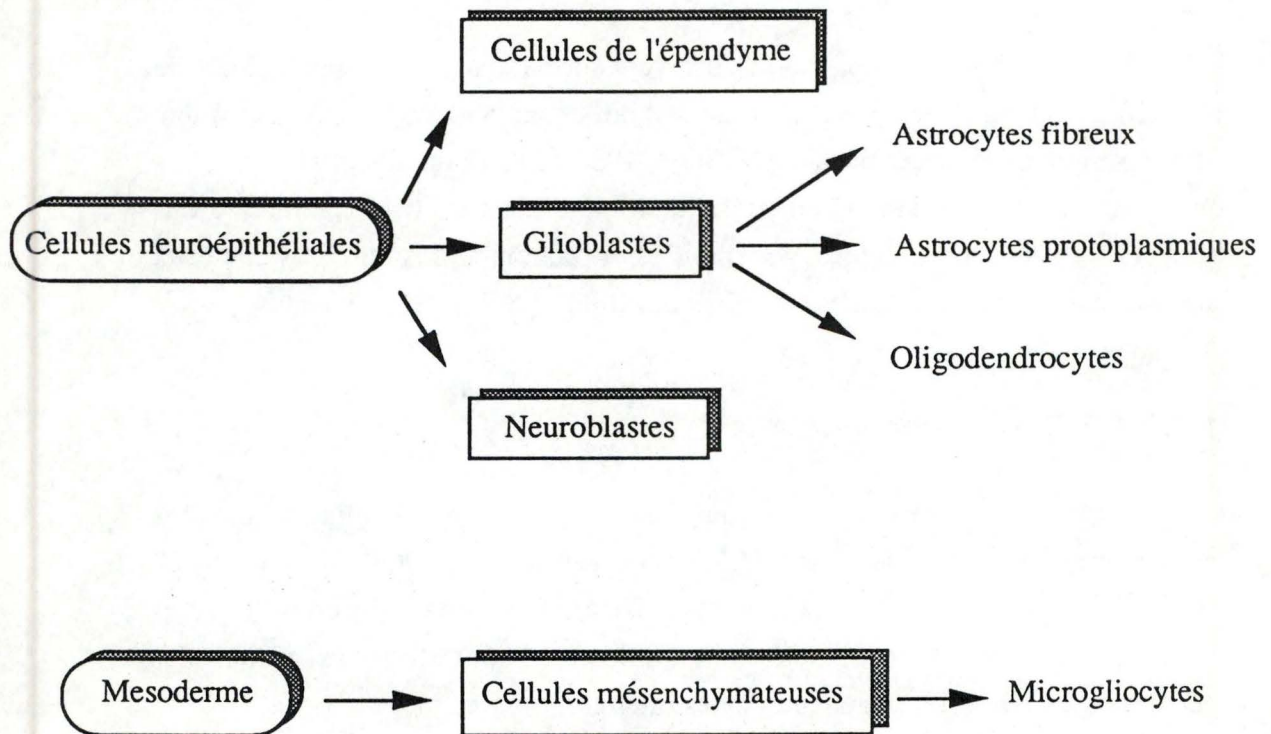 Cellules de l'épendyme
Astrocytes fibreux
Cellules neuroépithéliales
Glioblastes
Astrocytes protoplasmiques
Oligodendrocytes
Neuroblastes
Mesoderme
Cellules mésenchymateuses
Microgliocytes